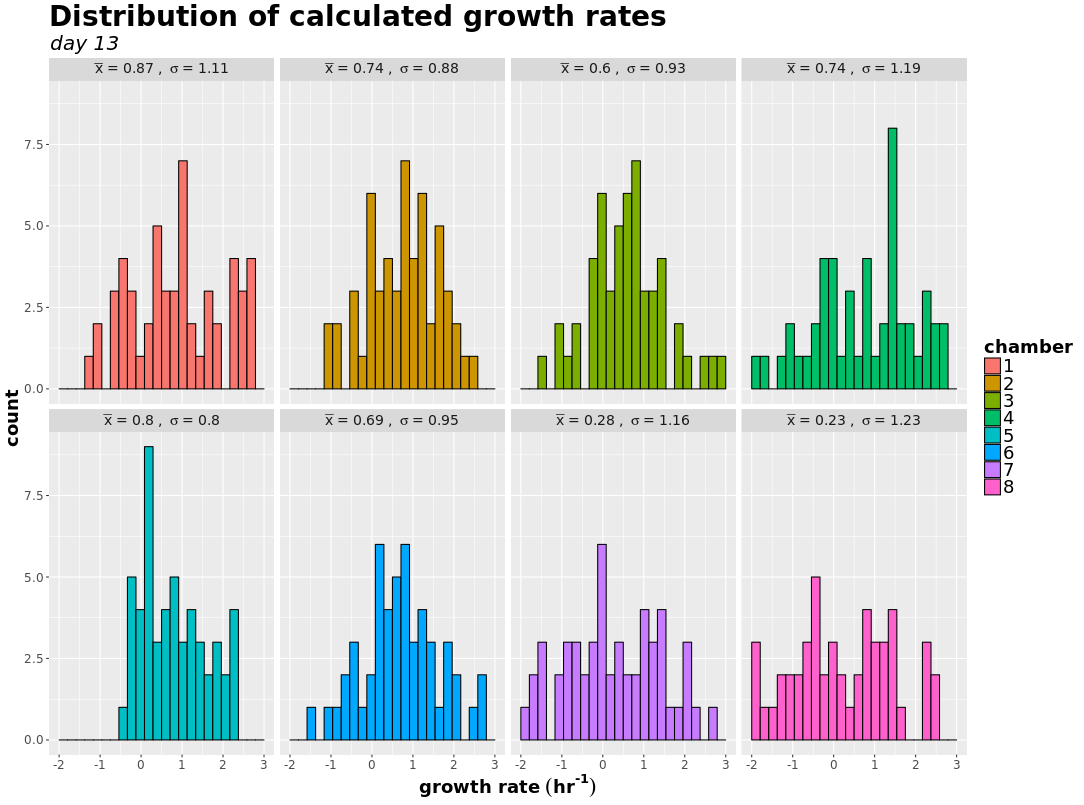 Distribution of calculated growth rates
day 13
x̅ = 0.87 , σ = 1.11
x̅ = 0.74 , σ = 0.88
x̅ = 0.6 , σ = 0.93
x̅ = 0.74 , σ = 1.19
7.5
5.0
2.5
0.0
count
x̅ = 0.8 , σ = 0.8
x̅ = 0.69 , σ = 0.95
x̅ = 0.28 , σ = 1.16
x̅ = 0.23 , σ = 1.23
7.5
5.0
2.5
0.0
-2 -1 0 1 2 3 -2 -1 0 1 2 3 -2 -1 0 1 2 3 -2 -1 0 1 2 3
growth rate (hr⁻¹)
chamber
1
2
3
4
5
6
7
8